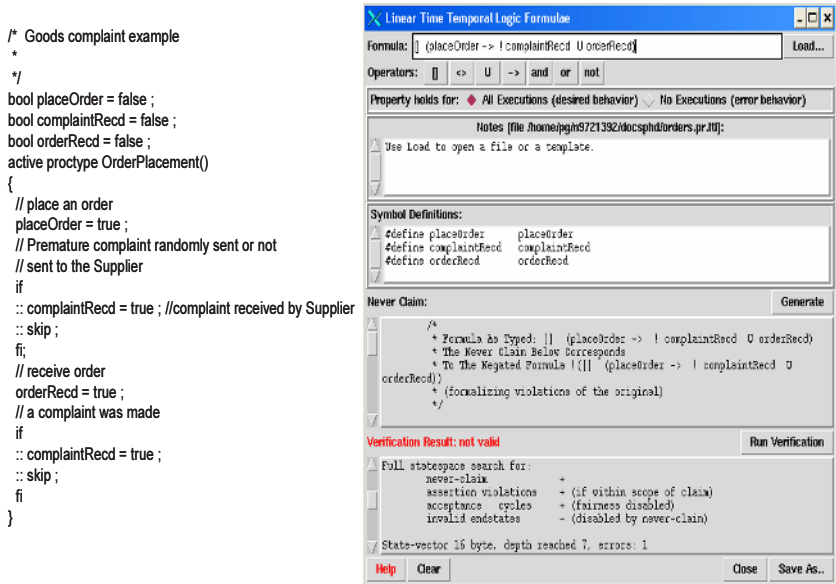 /* Goods complaint example
*
*/
bool placeOrder = false ;
bool complaintRecd = false ;
bool orderRecd = false ;
active proctype OrderPlacement()
{
// place an order
placeOrder = true ;
// Premature complaint randomly sent or not
// sent to the Supplier
if
:: complaintRecd = true ; //complaint received by Supplier
:: skip ;
fi;
// receive order
orderRecd = true ;
// a complaint was made
if
:: complaintRecd = true ;
:: skip ;
fi
}
Linear Time Temporal Logic Formulae
Formula: [] (placeOrder -> ! complaintRecd U orderRecd) Load...
Operators: [] <> U -> and or not
Property holds for: All Executions (desired behavior) No Executions (error behavior)
Notes [file /home/pg/n9721392/docsphd/orders.pr.ltl]:
Use Load to open a file or a template.
Symbol Definitions:
#define placeOrder placeOrder
#define complaintRecd complaintRecd
#define orderRecd orderRecd
Never Claim: Generate
/*
* Formula As Typed: [] (placeOrder -> ! complaintRecd U orderRecd)
* The Never Claim Below Corresponds
* To The Negated Formula !([] (placeOrder -> ! complaintRecd U
orderRecd))
* (formalizing violations of the original)
*/
Verification Result: not valid Run Verification
Full statespace search for:
never-claim +
assertion violations + (if within scope of claim)
acceptance cycles + (fairness disabled)
invalid endstates - (disabled by never-claim)
State-vector 16 byte, depth reached 7, errors: 1
Help Clear Close Save As..